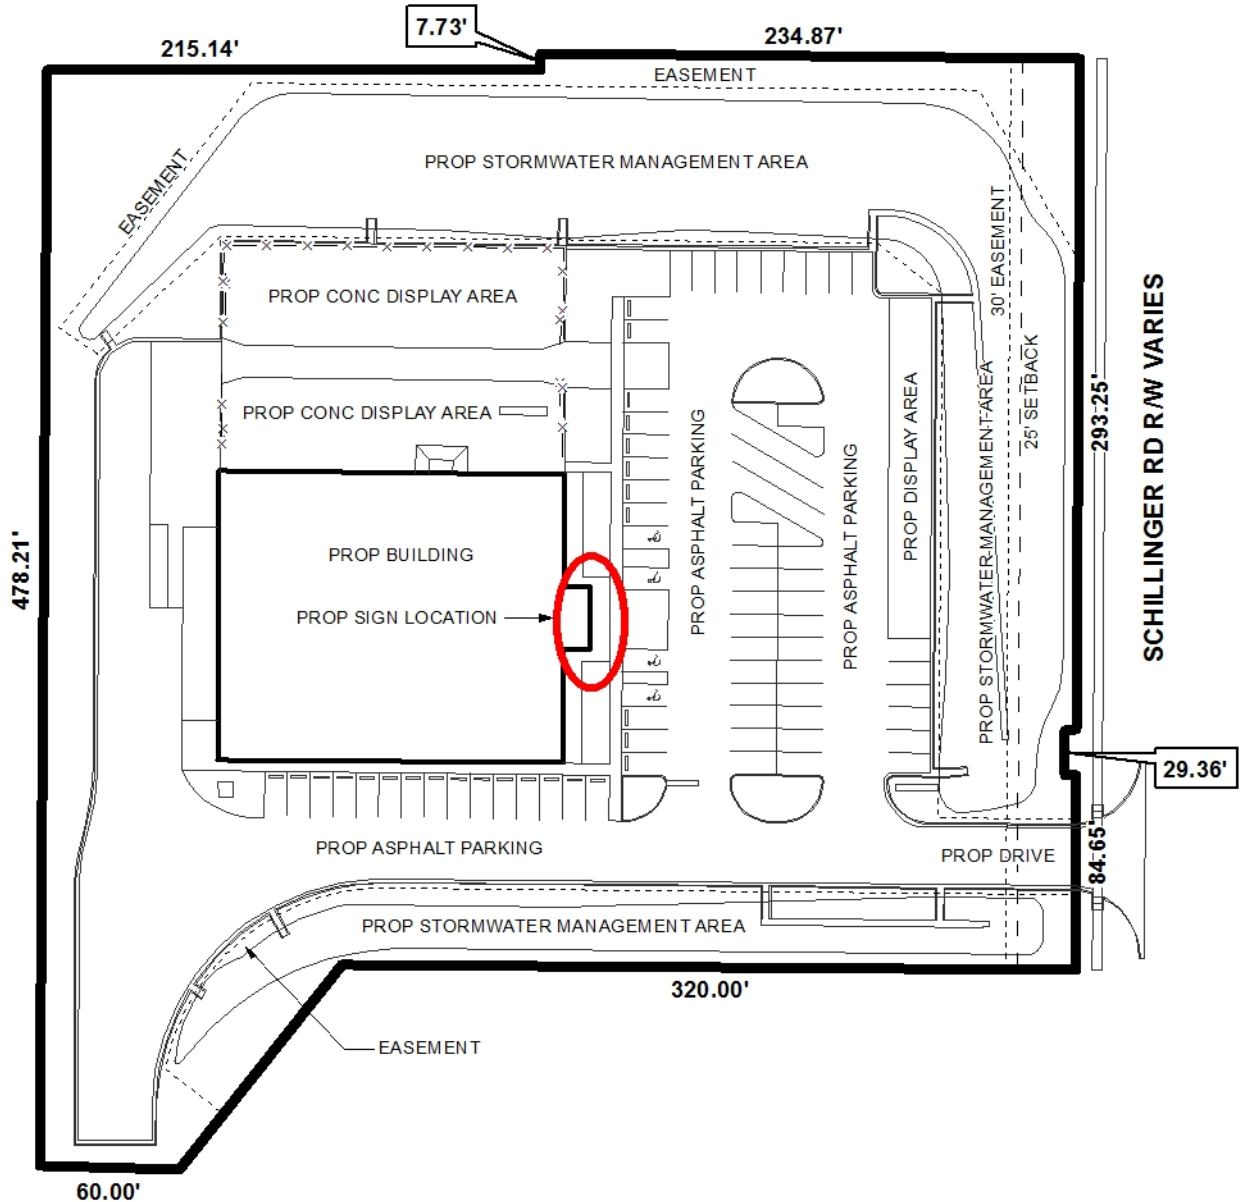 7.73'
215.14'
234.87'
EASEMENT
EASEMENT
PROP STORMWATER MANAGEMENT AREA
30' EASEMENT
PROP CONC DISPLAY AREA
25' SETBACK
293.25'
SCHILLINGER RD R/W VARIES
PROP CONC DISPLAY AREA
PROP ASPHALT PARKING
PROP ASPHALT PARKING
PROP DISPLAY AREA
PROP STORMWATER MANAGEMENT AREA
478.21'
PROP BUILDING
PROP SIGN LOCATION
29.36'
PROP ASPHALT PARKING
PROP DRIVE
84.65'
PROP STORMWATER MANAGEMENT AREA
320.00'
EASEMENT
60.00'